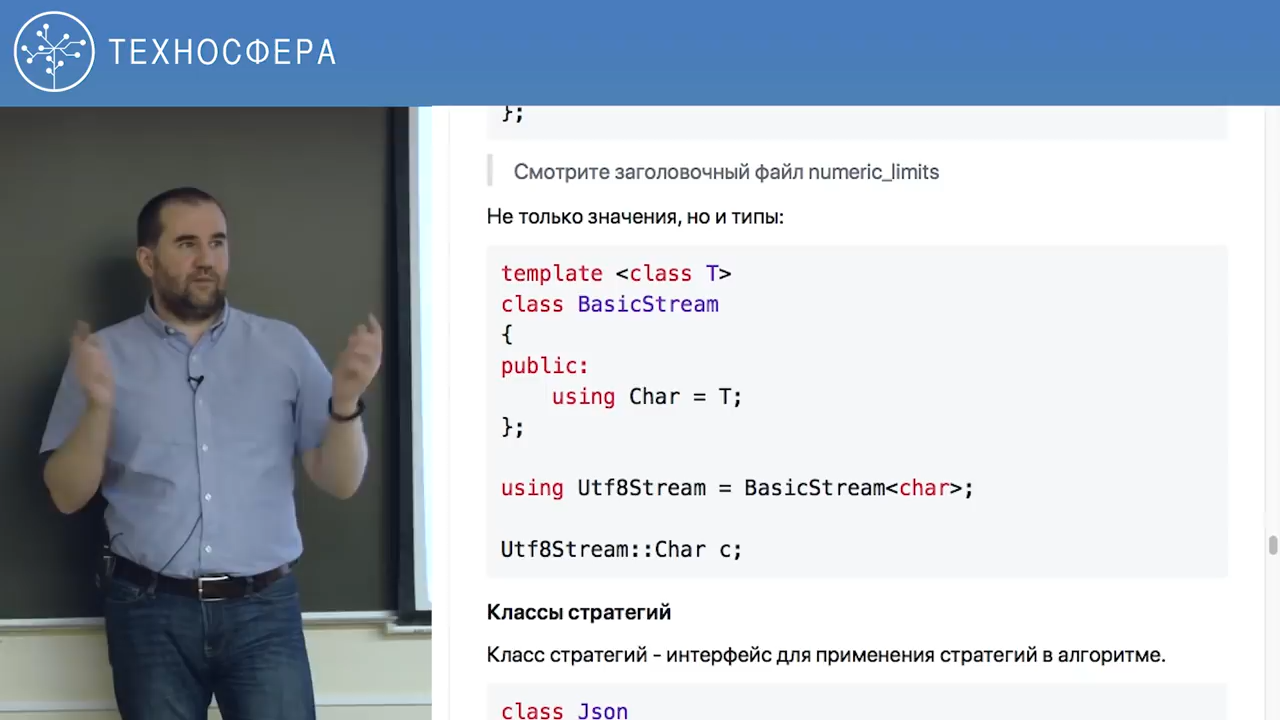 ТЕХНОСФЕРА
};
Смотрите заголовочный файл numeric_limits
Не только значения, но и типы:
template <class T>
class BasicStream
{
public:
    using Char = T;
};
using Utf8Stream = BasicStream<char>;
Utf8Stream::Char c;
Классы стратегий
Класс стратегий - интерфейс для применения стратегий в алгоритме.
class Json